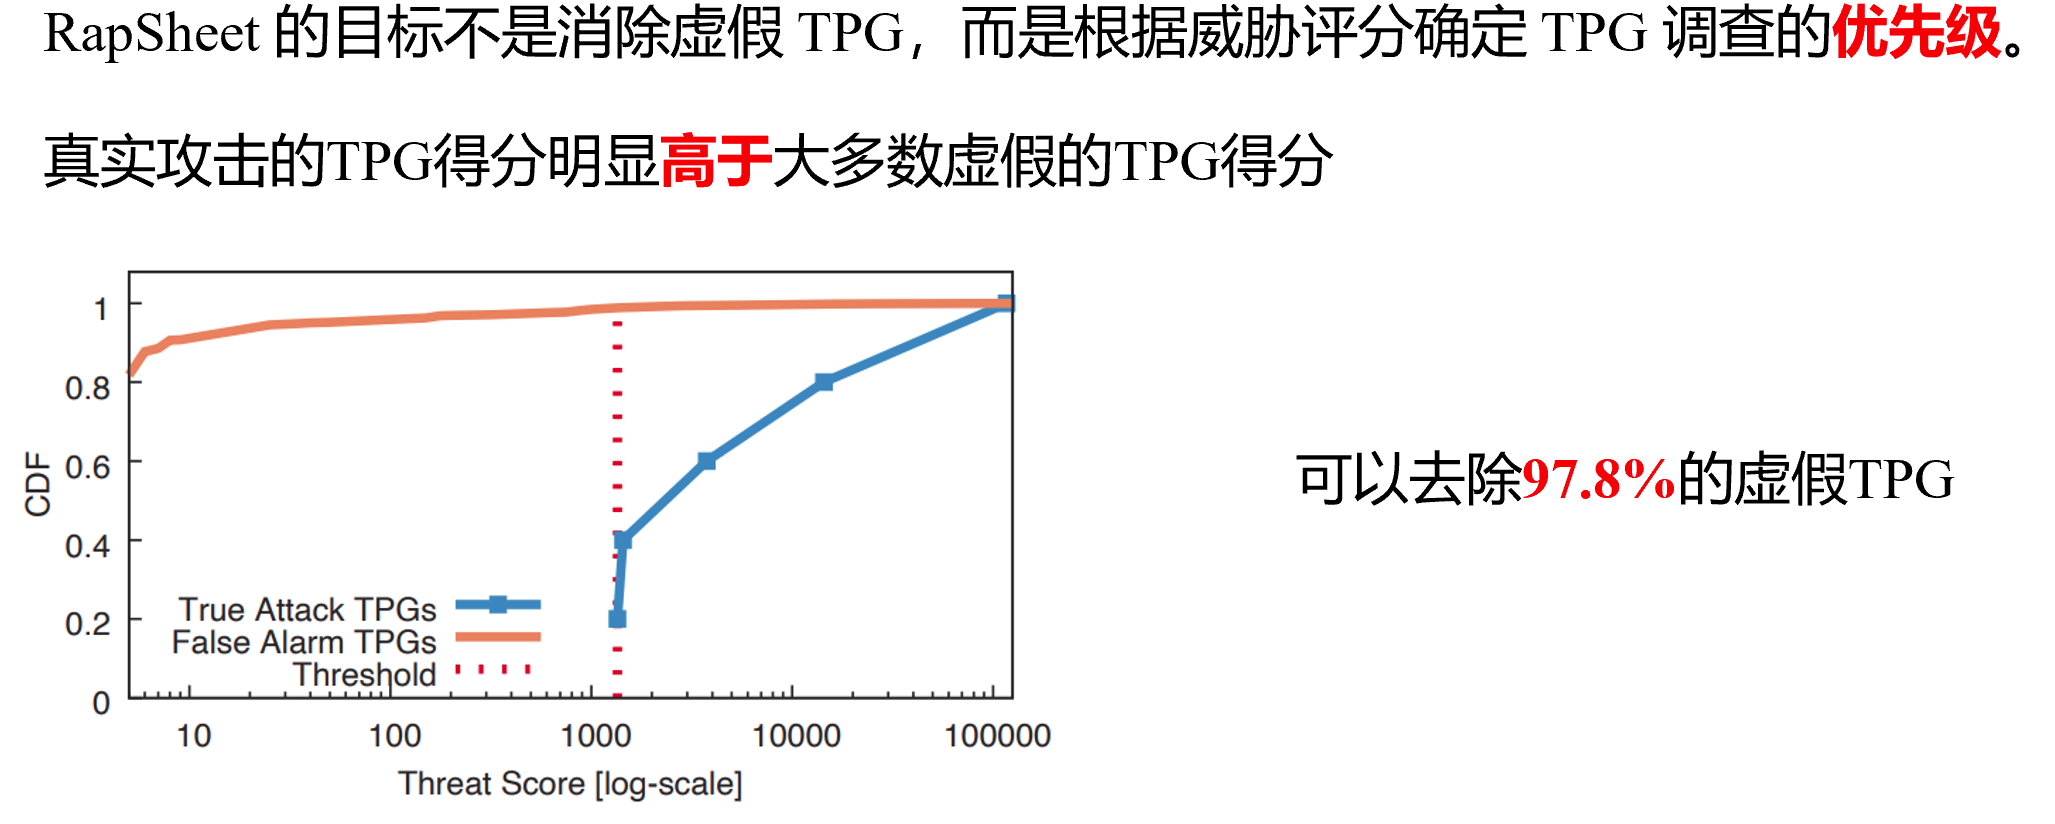 RapSheet 的目标不是消除虚假 TPG，而是根据威胁评分确定 TPG 调查的优先级。
真实攻击的TPG得分明显高于大多数虚假的TPG得分
1
0.8
0.6
0.4
0.2
0
CDF
True Attack TPGs
False Alarm TPGs
Threshold
10 100 1000 10000 100000
Threat Score [log-scale]
可以去除97.8%的虚假TPG